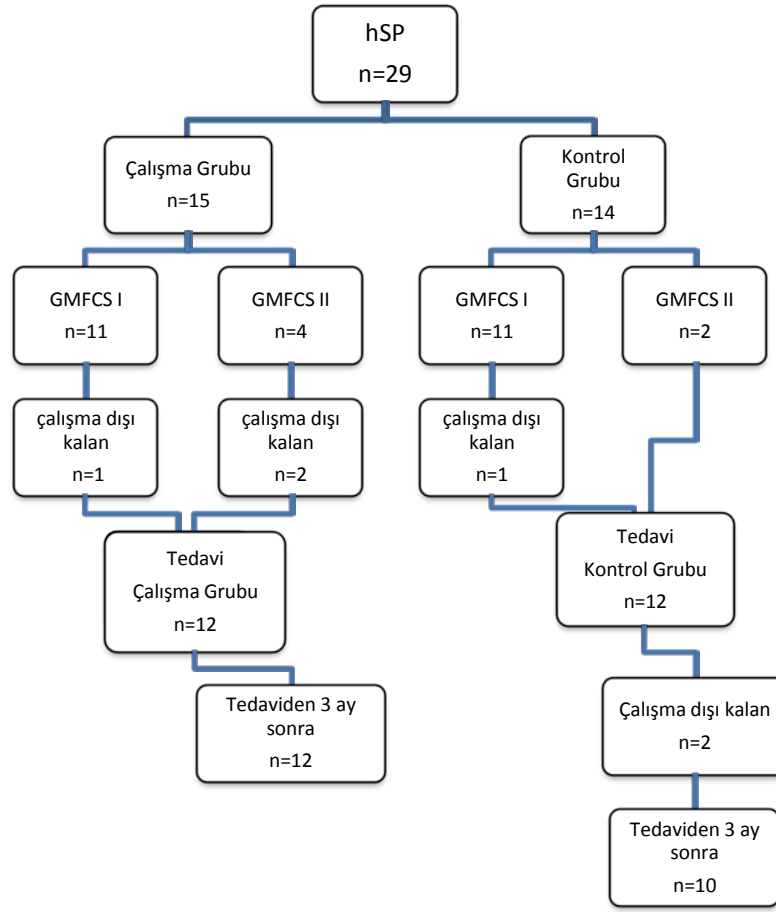 hSP
n=29
Çalışma Grubu
n=15
Kontrol
Grubu
n=14
GMFCS I
n=11
GMFCS II
n=4
GMFCS I
n=11
GMFCS II
n=2
çalışma dışı
kalan
n=1
çalışma dışı
kalan
n=2
çalışma dışı
kalan
n=1
Tedavi
Çalışma Grubu
n=12
Tedavi
Kontrol Grubu
n=12
Tedaviden 3 ay
sonra
n=12
Çalışma dışı kalan
n=2
Tedaviden 3 ay
sonra
n=10